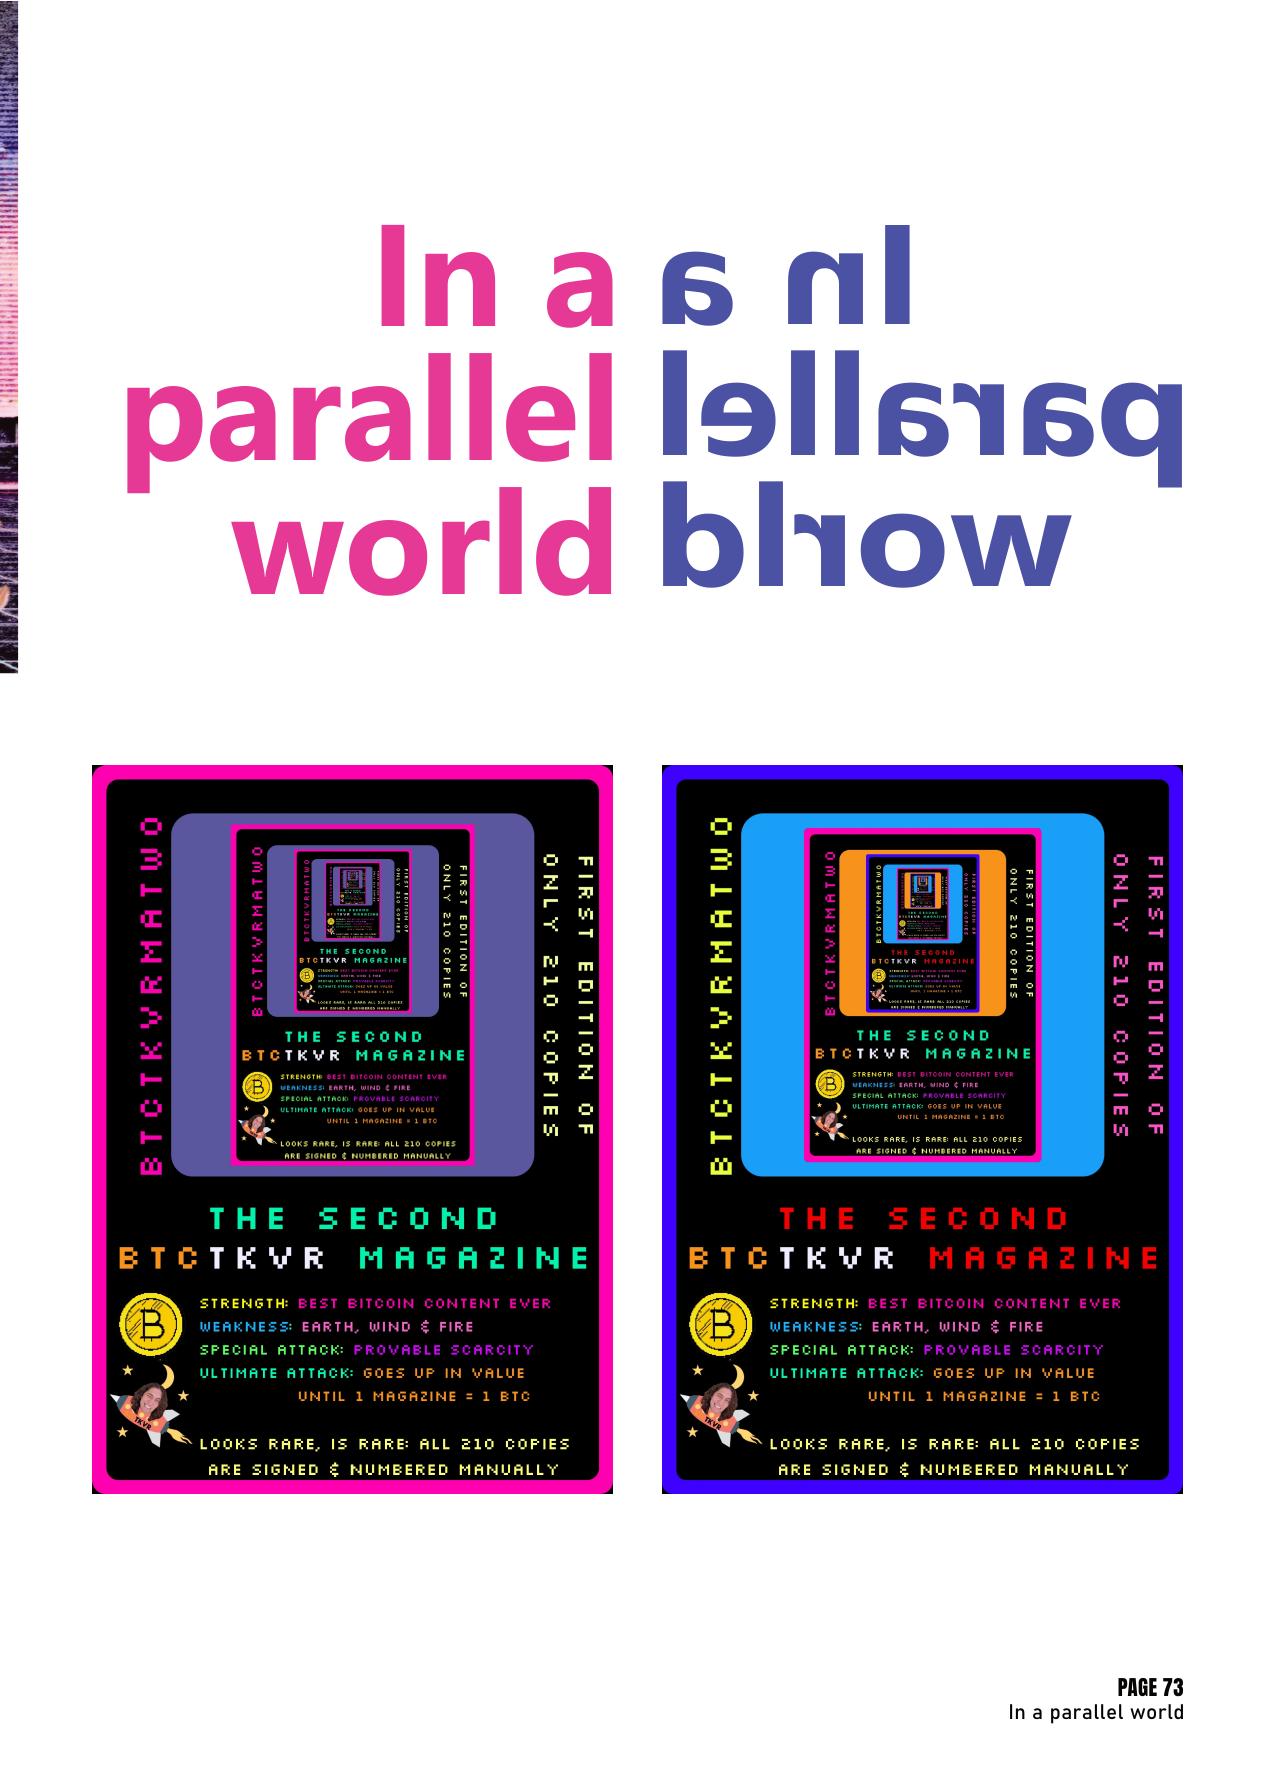 In a
parallel
world
In a
parallel
world
BTCTKVRMATWO
FIRST EDITION OF
ONLY 210 COPIES
BTCTKVRMATWO
FIRST EDITION OF
ONLY 210 COPIES
THE SECOND
BTCTKVR MAGAZINE
STRENGTH: BEST BITCOIN CONTENT EVER
WEAKNESS: EARTH, WIND & FIRE
SPECIAL ATTACK: PROVABLE SCARCITY
ULTIMATE ATTACK: GOES UP IN VALUE
UNTIL 1 MAGAZINE = 1 BTC
LOOKS RARE, IS RARE: ALL 210 COPIES
ARE SIGNED & NUMBERED MANUALLY
THE SECOND
BTCTKVR MAGAZINE
STRENGTH: BEST BITCOIN CONTENT EVER
WEAKNESS: EARTH, WIND & FIRE
SPECIAL ATTACK: PROVABLE SCARCITY
ULTIMATE ATTACK: GOES UP IN VALUE
UNTIL 1 MAGAZINE = 1 BTC
TKVR
LOOKS RARE, IS RARE: ALL 210 COPIES
ARE SIGNED & NUMBERED MANUALLY
BTCTKVRMATWO
FIRST EDITION OF
ONLY 210 COPIES
BTCTKVRMATWO
FIRST EDITION OF
ONLY 210 COPIES
THE SECOND
BTCTKVR MAGAZINE
STRENGTH: BEST BITCOIN CONTENT EVER
WEAKNESS: EARTH, WIND & FIRE
SPECIAL ATTACK: PROVABLE SCARCITY
ULTIMATE ATTACK: GOES UP IN VALUE
UNTIL 1 MAGAZINE = 1 BTC
LOOKS RARE, IS RARE: ALL 210 COPIES
ARE SIGNED & NUMBERED MANUALLY
THE SECOND
BTCTKVR MAGAZINE
STRENGTH: BEST BITCOIN CONTENT EVER
WEAKNESS: EARTH, WIND & FIRE
SPECIAL ATTACK: PROVABLE SCARCITY
ULTIMATE ATTACK: GOES UP IN VALUE
UNTIL 1 MAGAZINE = 1 BTC
TKVR
LOOKS RARE, IS RARE: ALL 210 COPIES
ARE SIGNED & NUMBERED MANUALLY
PAGE 73
In a parallel world